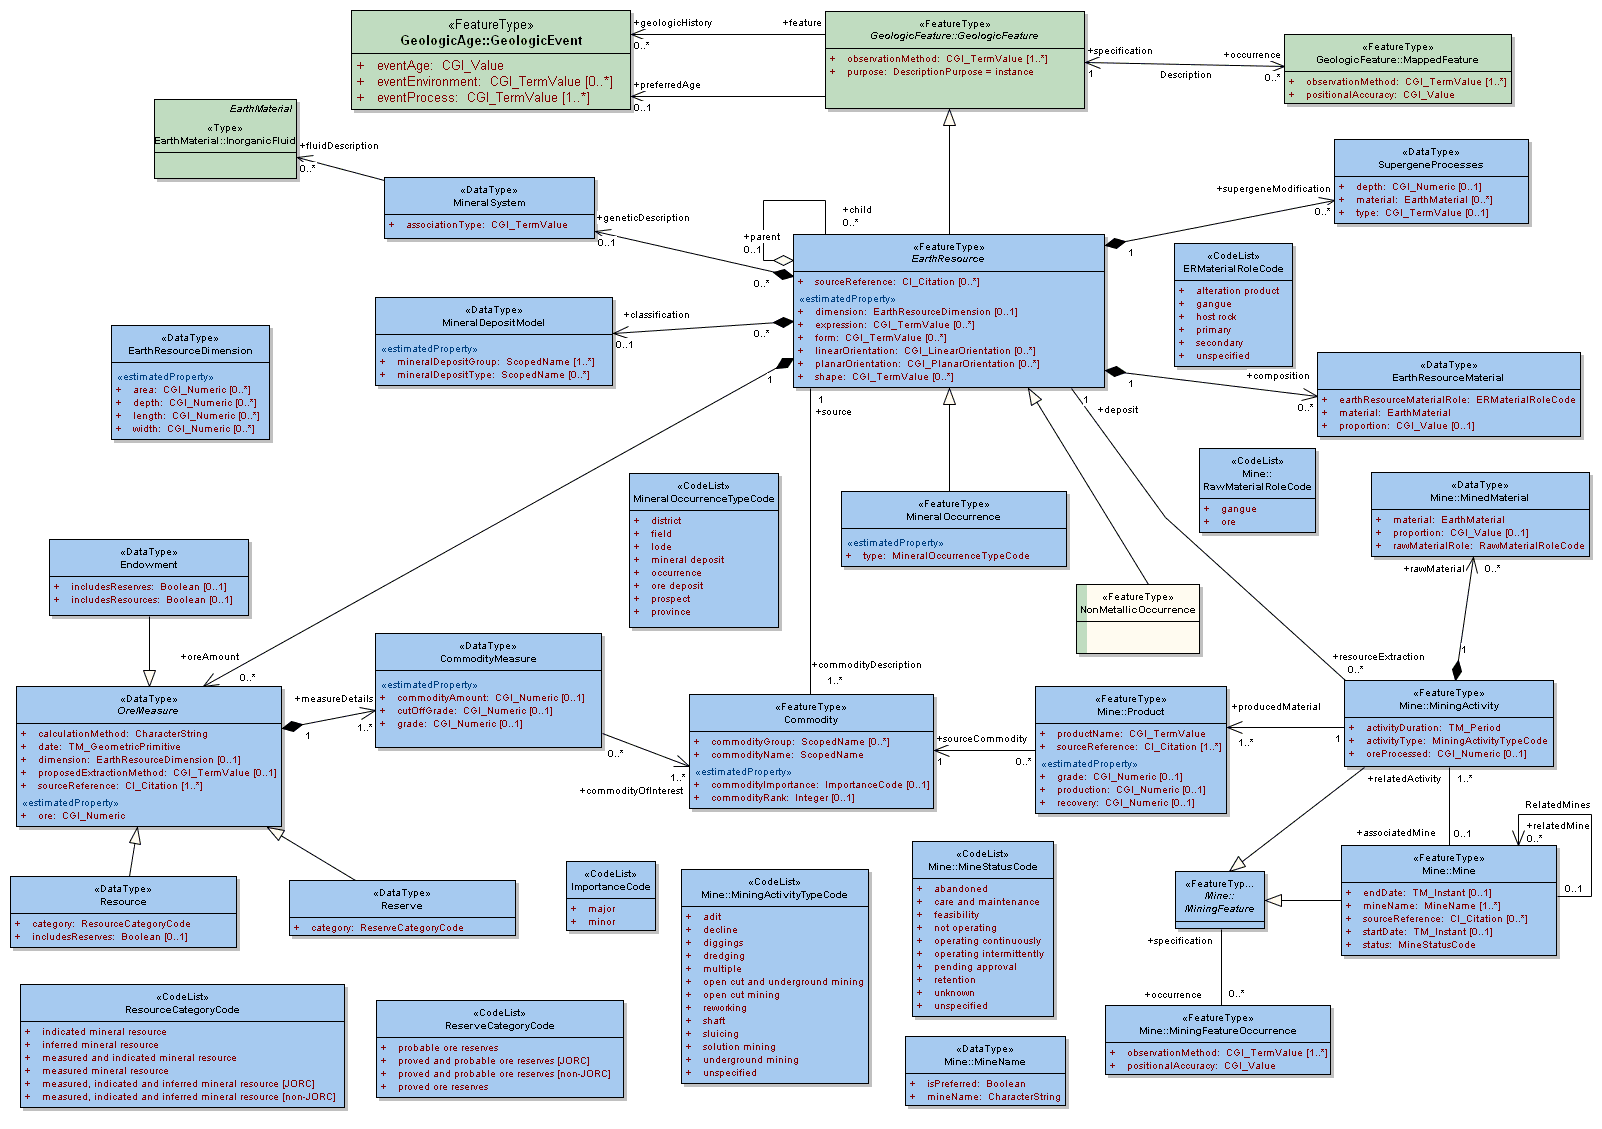 «FeatureType»
GeologicAge::GeologicEvent
+ eventAge: CGI_Value
+ eventEnvironment: CGI_TermValue [0..*]
+ eventProcess: CGI_TermValue [1..*]
+geologicHistory
0..*
+feature
+preferredAge
0..1
«FeatureType»
GeologicFeature::GeologicFeature
+ observationMethod: CGI_TermValue [1..*]
+ purpose: DescriptionPurpose = instance
+specification
1
Description
+occurrence
0..*
«FeatureType»
GeologicFeature::MappedFeature
+ observationMethod: CGI_TermValue [1..*]
+ positionalAccuracy: CGI_Value
EarthMaterial
«Type»
EarthMaterial::InorganicFluid
+fluidDescription
0..*
«DataType»
MineralSystem
+ associationType: CGI_TermValue
+geneticDescription
0..1
+child
0..*
+parent
0..1
0..*
«DataType»
SupergeneProcesses
+ depth: CGI_Numeric [0..1]
+ material: EarthMaterial [0..*]
+ type: CGI_TermValue [0..1]
+supergeneModification
0..*
1
«FeatureType»
EarthResource
+ sourceReference: CI_Citation [0..*]
«estimatedProperty»
+ dimension: EarthResourceDimension [0..1]
+ expression: CGI_TermValue [0..*]
+ form: CGI_TermValue [0..*]
+ linearOrientation: CGI_LinearOrientation [0..*]
+ planarOrientation: CGI_PlanarOrientation [0..*]
+ shape: CGI_TermValue [0..*]
«CodeList»
ERMaterialRoleCode
+ alteration product
+ gangue
+ host rock
+ primary
+ secondary
+ unspecified
«DataType»
MineralDepositModel
«estimatedProperty»
+ mineralDepositGroup: ScopedName [1..*]
+ mineralDepositType: ScopedName [0..*]
+classification
0..1
0..*
«DataType»
EarthResourceDimension
«estimatedProperty»
+ area: CGI_Numeric [0..*]
+ depth: CGI_Numeric [0..*]
+ length: CGI_Numeric [0..*]
+ width: CGI_Numeric [0..*]
1
1
+source
1
+deposit
1
+composition
0..*
«DataType»
EarthResourceMaterial
+ earthResourceMaterialRole: ERMaterialRoleCode
+ material: EarthMaterial
+ proportion: CGI_Value [0..1]
«CodeList»
Mine::
RawMaterialRoleCode
+ gangue
+ ore
«DataType»
Mine::MinedMaterial
+ material: EarthMaterial
+ proportion: CGI_Value [0..1]
+ rawMaterialRole: RawMaterialRoleCode
+rawMaterial
0..*
1
«CodeList»
MineralOccurrenceTypeCode
+ district
+ field
+ lode
+ mineral deposit
+ occurrence
+ ore deposit
+ prospect
+ province
«FeatureType»
MineralOccurrence
«estimatedProperty»
+ type: MineralOccurrenceTypeCode
«FeatureType»
NonMetallicOccurrence
«DataType»
Endowment
+ includesReserves: Boolean [0..1]
+ includesResources: Boolean [0..1]
+oreAmount
0..*
«DataType»
CommodityMeasure
«estimatedProperty»
+ commodityAmount: CGI_Numeric [0..1]
+ cutOffGrade: CGI_Numeric [0..1]
+ grade: CGI_Numeric [0..1]
+measureDetails
1..*
1
0..*
1..*
+commodityOfInterest
+commodityDescription
1..*
+resourceExtraction
0..*
«DataType»
OreMeasure
+ calculationMethod: CharacterString
+ date: TM_GeometricPrimitive
+ dimension: EarthResourceDimension [0..1]
+ proposedExtractionMethod: CGI_TermValue [0..1]
+ sourceReference: CI_Citation [1..*]
«estimatedProperty»
+ ore: CGI_Numeric
«FeatureType»
Commodity
+ commodityGroup: ScopedName [0..*]
+ commodityName: ScopedName
«estimatedProperty»
+ commodityImportance: ImportanceCode [0..1]
+ commodityRank: Integer [0..1]
+sourceCommodity
1
0..*
«FeatureType»
Mine::Product
+ productName: CGI_TermValue
+ sourceReference: CI_Citation [1..*]
«estimatedProperty»
+ grade: CGI_Numeric [0..1]
+ production: CGI_Numeric [0..1]
+ recovery: CGI_Numeric [0..1]
+producedMaterial
1..*
1
«FeatureType»
Mine::MiningActivity
+ activityDuration: TM_Period
+ activityType: MiningActivityTypeCode
+ oreProcessed: CGI_Numeric [0..1]
+relatedActivity
1..*
+associatedMine
0..1
RelatedMines
+relatedMine
0..*
0..1
«FeatureType»
Mine::Mine
+ endDate: TM_Instant [0..1]
+ mineName: MineName [1..*]
+ sourceReference: CI_Citation [0..*]
+ startDate: TM_Instant [0..1]
+ status: MineStatusCode
«FeatureTyp...
Mine::
MiningFeature
+specification
+occurrence
0..*
«FeatureType»
Mine::MiningFeatureOccurrence
+ observationMethod: CGI_TermValue [1..*]
+ positionalAccuracy: CGI_Value
«DataType»
Resource
+ category: ResourceCategoryCode
+ includesReserves: Boolean [0..1]
«DataType»
Reserve
+ category: ReserveCategoryCode
«CodeList»
ImportanceCode
+ major
+ minor
«CodeList»
Mine::MiningActivityTypeCode
+ adit
+ decline
+ diggings
+ dredging
+ multiple
+ open cut and underground mining
+ open cut mining
+ reworking
+ shaft
+ sluicing
+ solution mining
+ underground mining
+ unspecified
«CodeList»
Mine::MineStatusCode
+ abandoned
+ care and maintenance
+ feasibility
+ not operating
+ operating continuously
+ operating intermittently
+ pending approval
+ retention
+ unknown
+ unspecified
«DataType»
Mine::MineName
+ isPreferred: Boolean
+ mineName: CharacterString
«CodeList»
ResourceCategoryCode
+ indicated mineral resource
+ inferred mineral resource
+ measured and indicated mineral resource
+ measured mineral resource
+ measured, indicated and inferred mineral resource [JORC]
+ measured, indicated and inferred mineral resource [non-JORC]
«CodeList»
ReserveCategoryCode
+ probable ore reserves
+ proved and probable ore reserves [JORC]
+ proved and probable ore reserves [non-JORC]
+ proved ore reserves